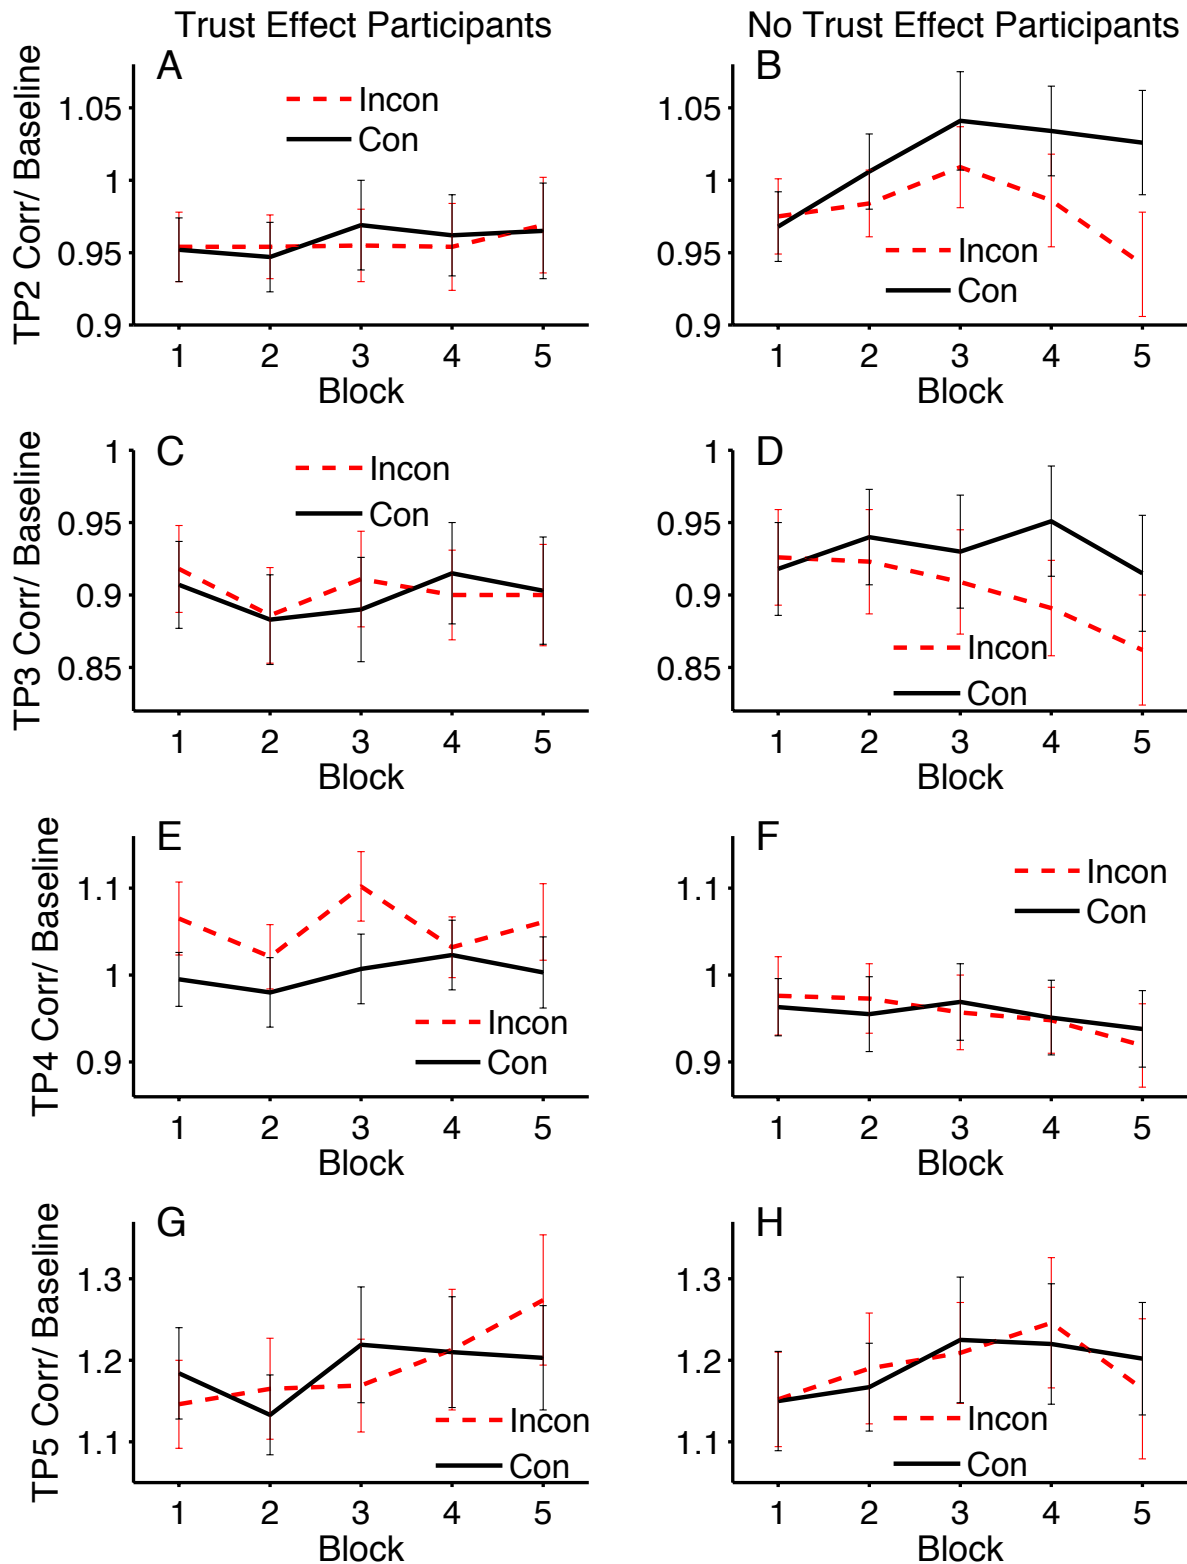 Trust Effect Participants
No Trust Effect Participants
A
TP2 Corr/ Baseline
1.05
1
0.95
0.9
Incon
Con
1 2 3 4 5
Block
B
1.05
1
0.95
0.9
Incon
Con
1 2 3 4 5
Block
C
TP3 Corr/ Baseline
1
0.95
0.9
0.85
Incon
Con
1 2 3 4 5
Block
D
1
0.95
0.9
0.85
Incon
Con
1 2 3 4 5
Block
E
TP4 Corr/ Baseline
1.1
1
0.9
Incon
Con
1 2 3 4 5
Block
F
1.1
1
0.9
Incon
Con
1 2 3 4 5
Block
G
TP5 Corr/ Baseline
1.3
1.2
1.1
Incon
Con
1 2 3 4 5
Block
H
1.3
1.2
1.1
Incon
Con
1 2 3 4 5
Block